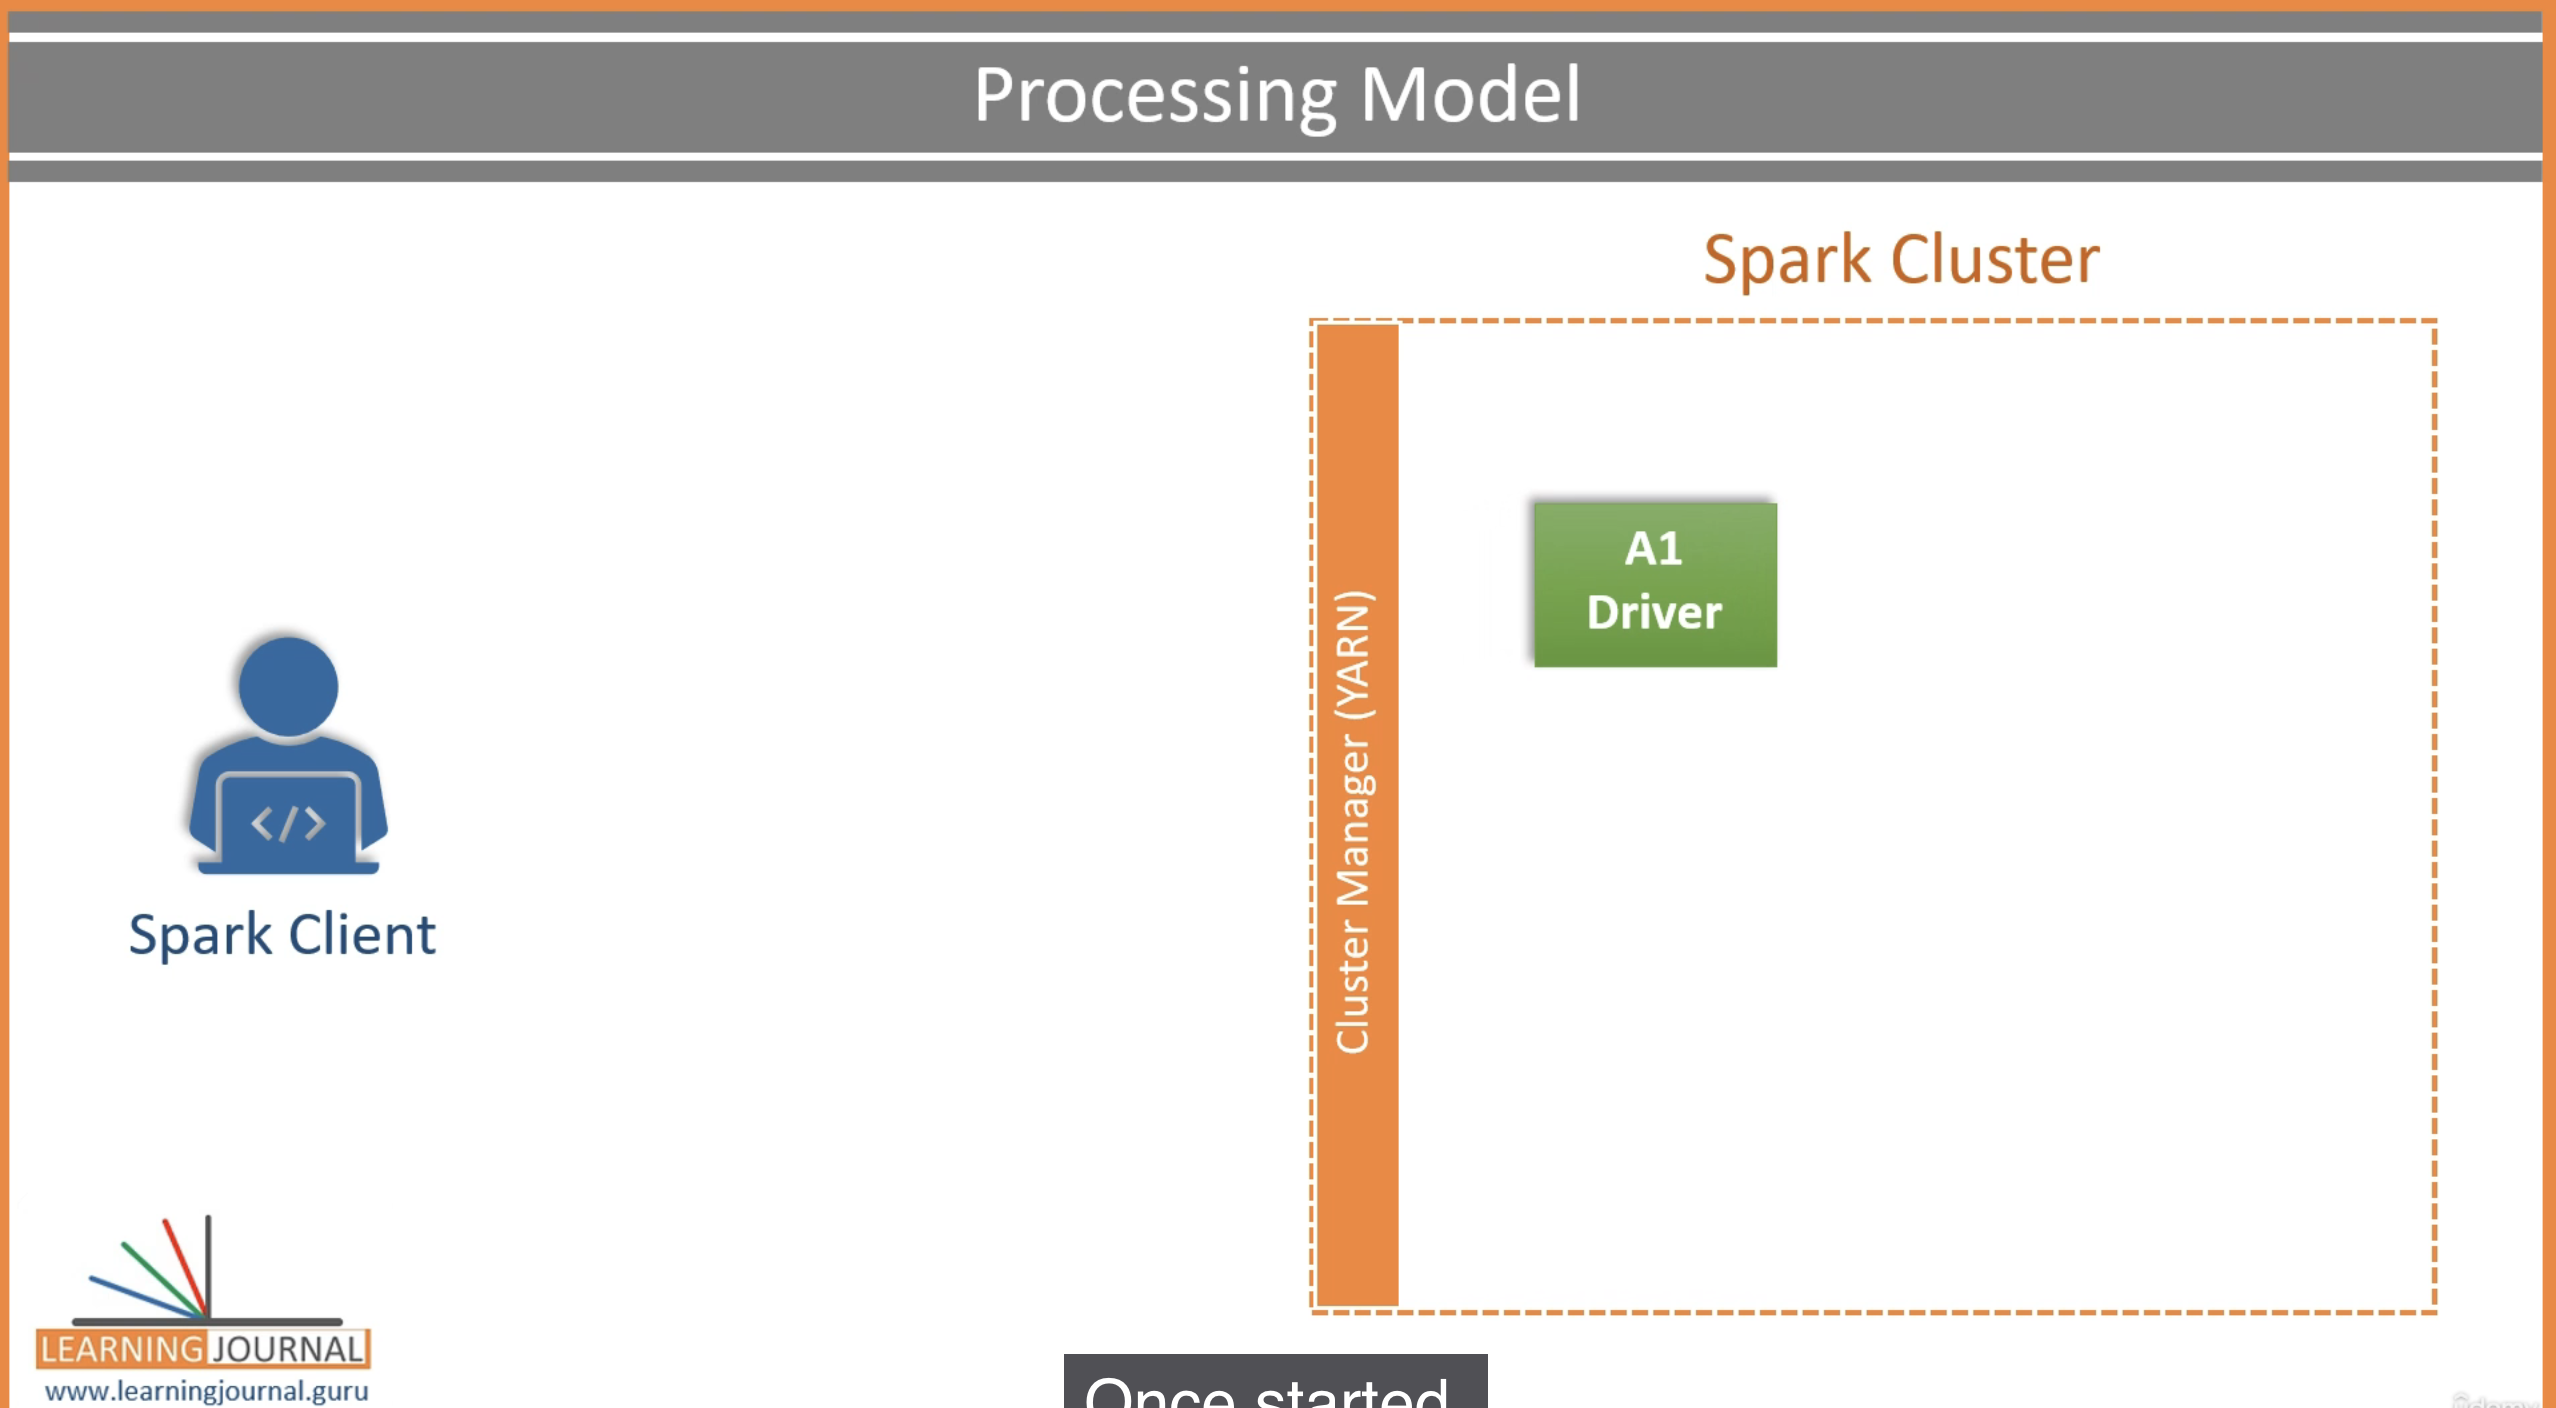 Processing Model
Spark Cluster
Cluster Manager (YARN)
A1
Driver
</>
Spark Client
LEARNING JOURNAL
www.learningjournal.guru
Once started